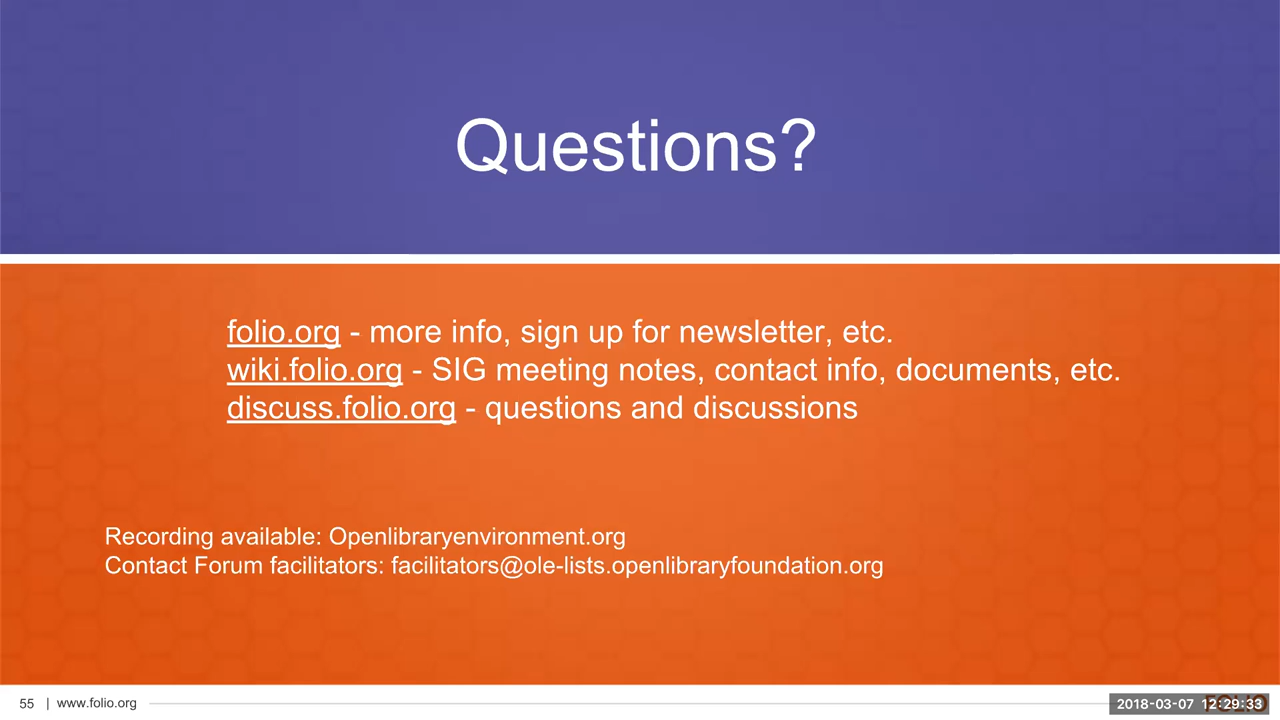 Questions?
folio.org - more info, sign up for newsletter, etc.
wiki.folio.org - SIG meeting notes, contact info, documents, etc.
discuss.folio.org - questions and discussions
Recording available: Openlibraryenvironment.org
Contact Forum facilitators: facilitators@ole-lists.openlibraryfoundation.org
55 | www.folio.org
2018-03-07 12:29:33
FOLIO